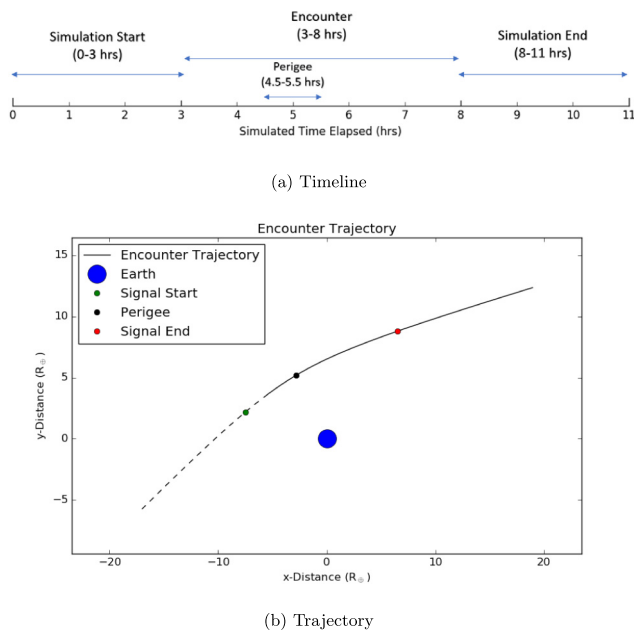 Encounter
(3-8 hrs)
Simulation Start
(0-3 hrs)
Simulation End
(8-11 hrs)
Perigee
(4.5-5.5 hrs)
0 1 2 3 4 5 6 7 8 9 10 11
Simulated Time Elapsed (hrs)
(a) Timeline
Encounter Trajectory
Encounter Trajectory
Earth
Signal Start
Perigee
Signal End
15
10
5
0
−5
y-Distance (R⊕)
−20 −10 0 10 20
x-Distance (R⊕)
(b) Trajectory